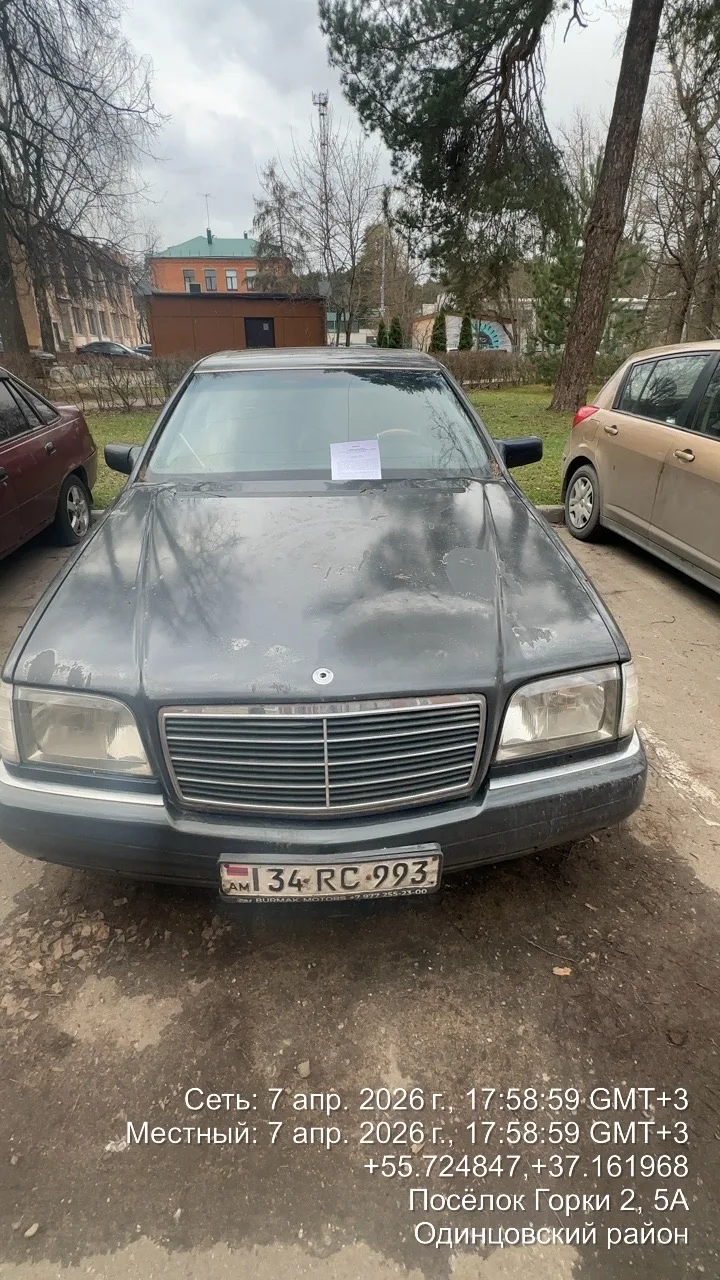 AM 34 RC 993
BURMAK MOTORS +7 977 255-23-00
Сеть: 7 апр. 2026 г., 17:58:59 GMT+3
Местный: 7 апр. 2026 г., 17:58:59 GMT+3
+55.724847,+37.161968
Посёлок Горки 2, 5А
Одинцовский район